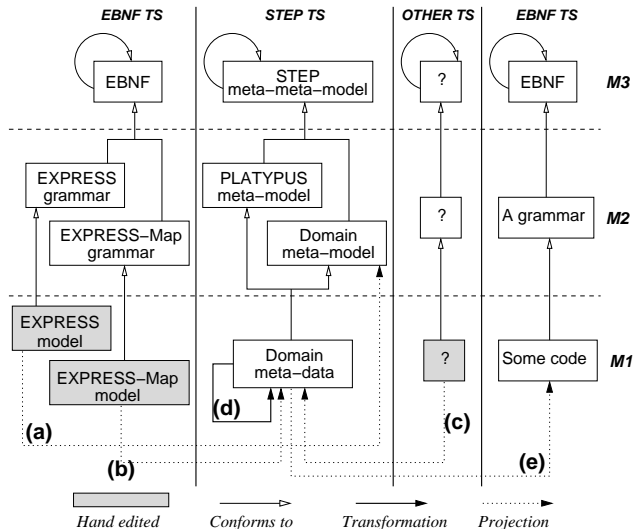 EBNF TS
STEP TS
OTHER TS
EBNF TS
EBNF
STEP
meta−meta−model
?
EBNF
M3
EXPRESS
grammar
PLATYPUS
meta−model
?
A grammar
M2
EXPRESS−Map
grammar
Domain
meta−model
EXPRESS
model
EXPRESS−Map
model
Domain
meta−data
?
Some code
M1
(a)
(b)
(d)
(c)
(e)
Hand edited
Conforms to
Transformation
Projection